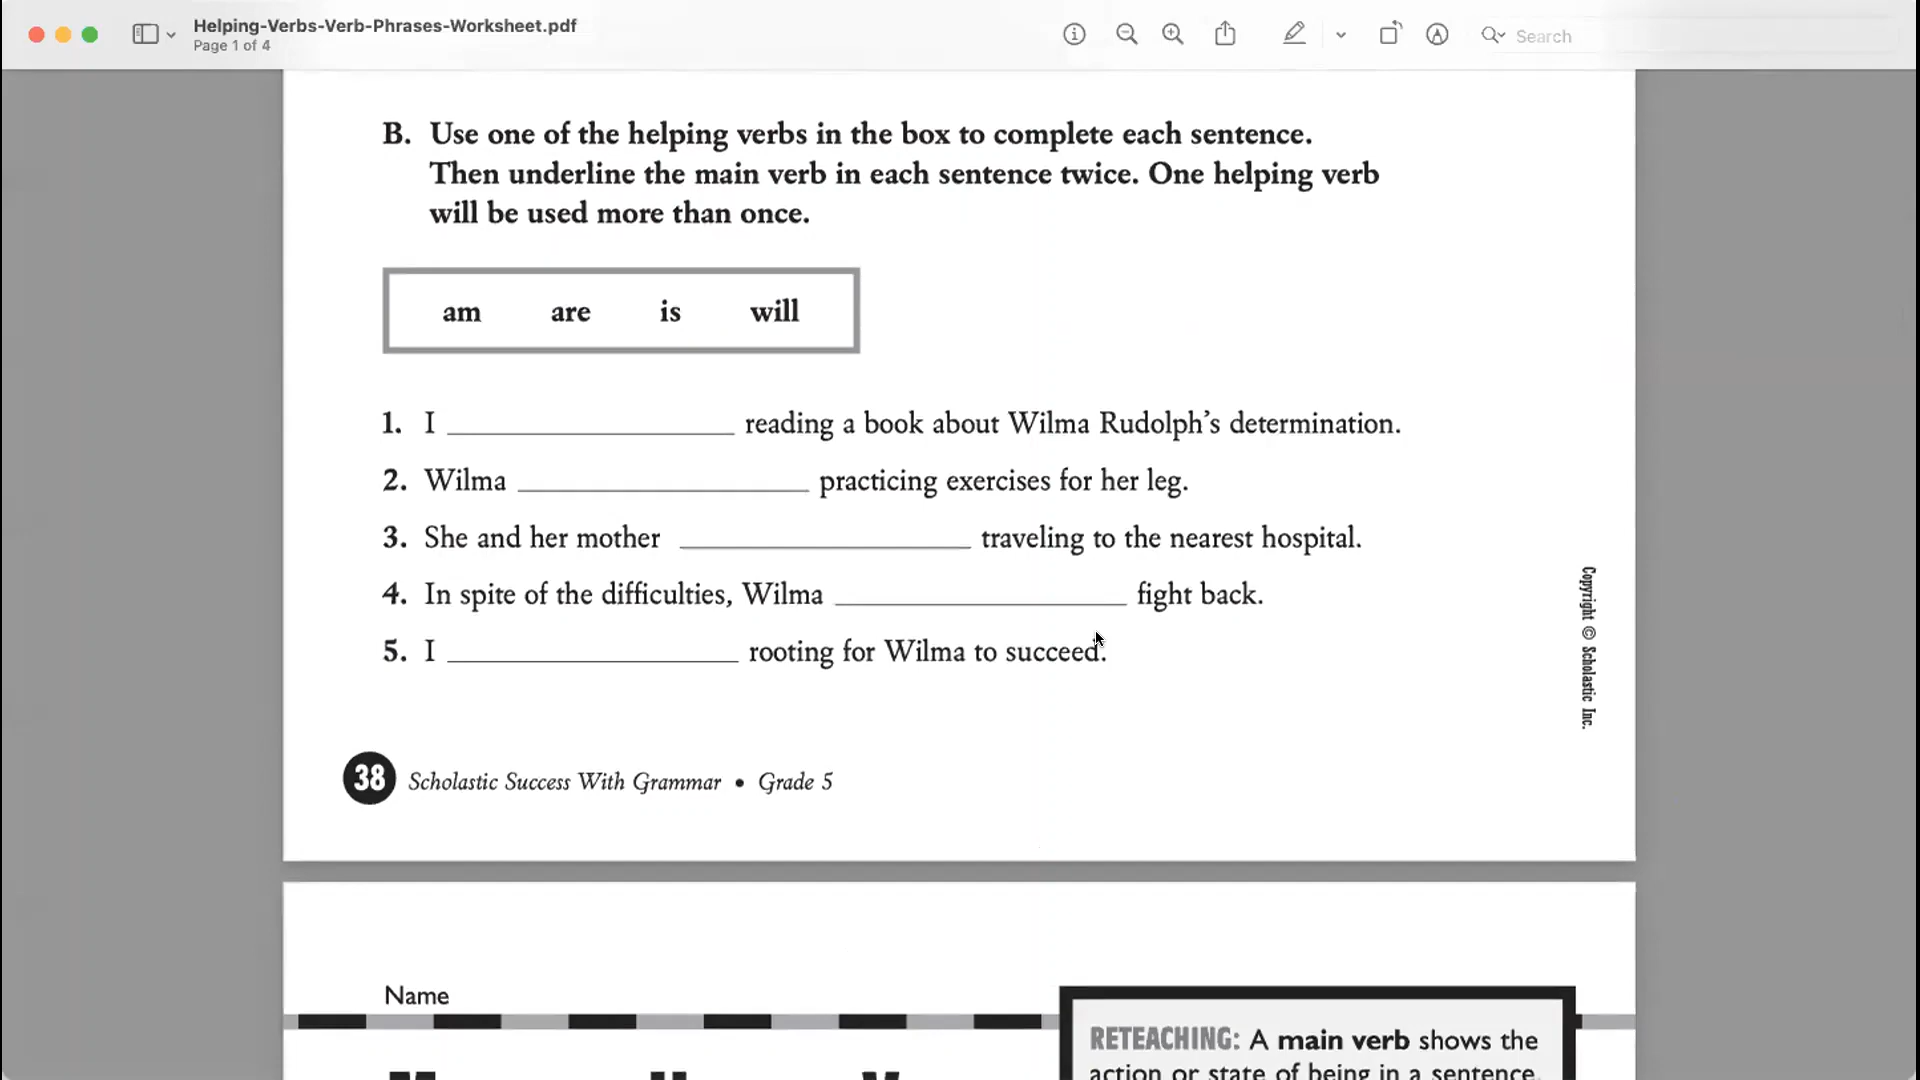 Helping-Verbs-Verb-Phrases-Worksheet.pdf
Page 1 of 4
Search
B. Use one of the helping verbs in the box to complete each sentence.
Then underline the main verb in each sentence twice. One helping verb
will be used more than once.
am are is will
1. I ____________________ reading a book about Wilma Rudolph’s determination.
2. Wilma ____________________ practicing exercises for her leg.
3. She and her mother ____________________ traveling to the nearest hospital.
4. In spite of the difficulties, Wilma ____________________ fight back.
5. I ____________________ rooting for Wilma to succeed.
Copyright © Scholastic Inc.
38 Scholastic Success With Grammar • Grade 5
Name
RETEACHING: A main verb shows the
action or state of being in a sentence.